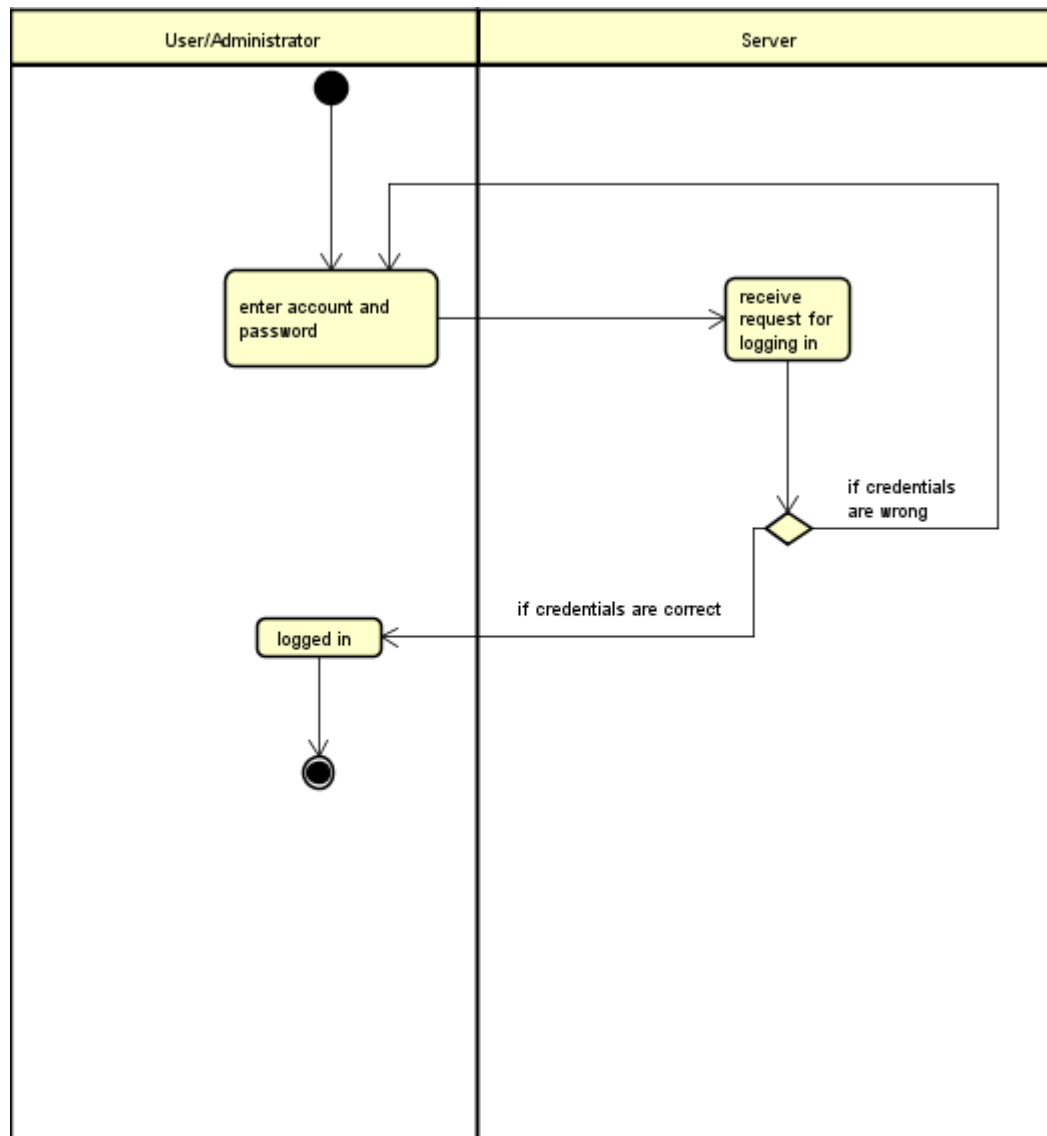 User/Administrator
Server
enter account and
password
receive
request for
logging in
if credentials
are wrong
if credentials are correct
logged in